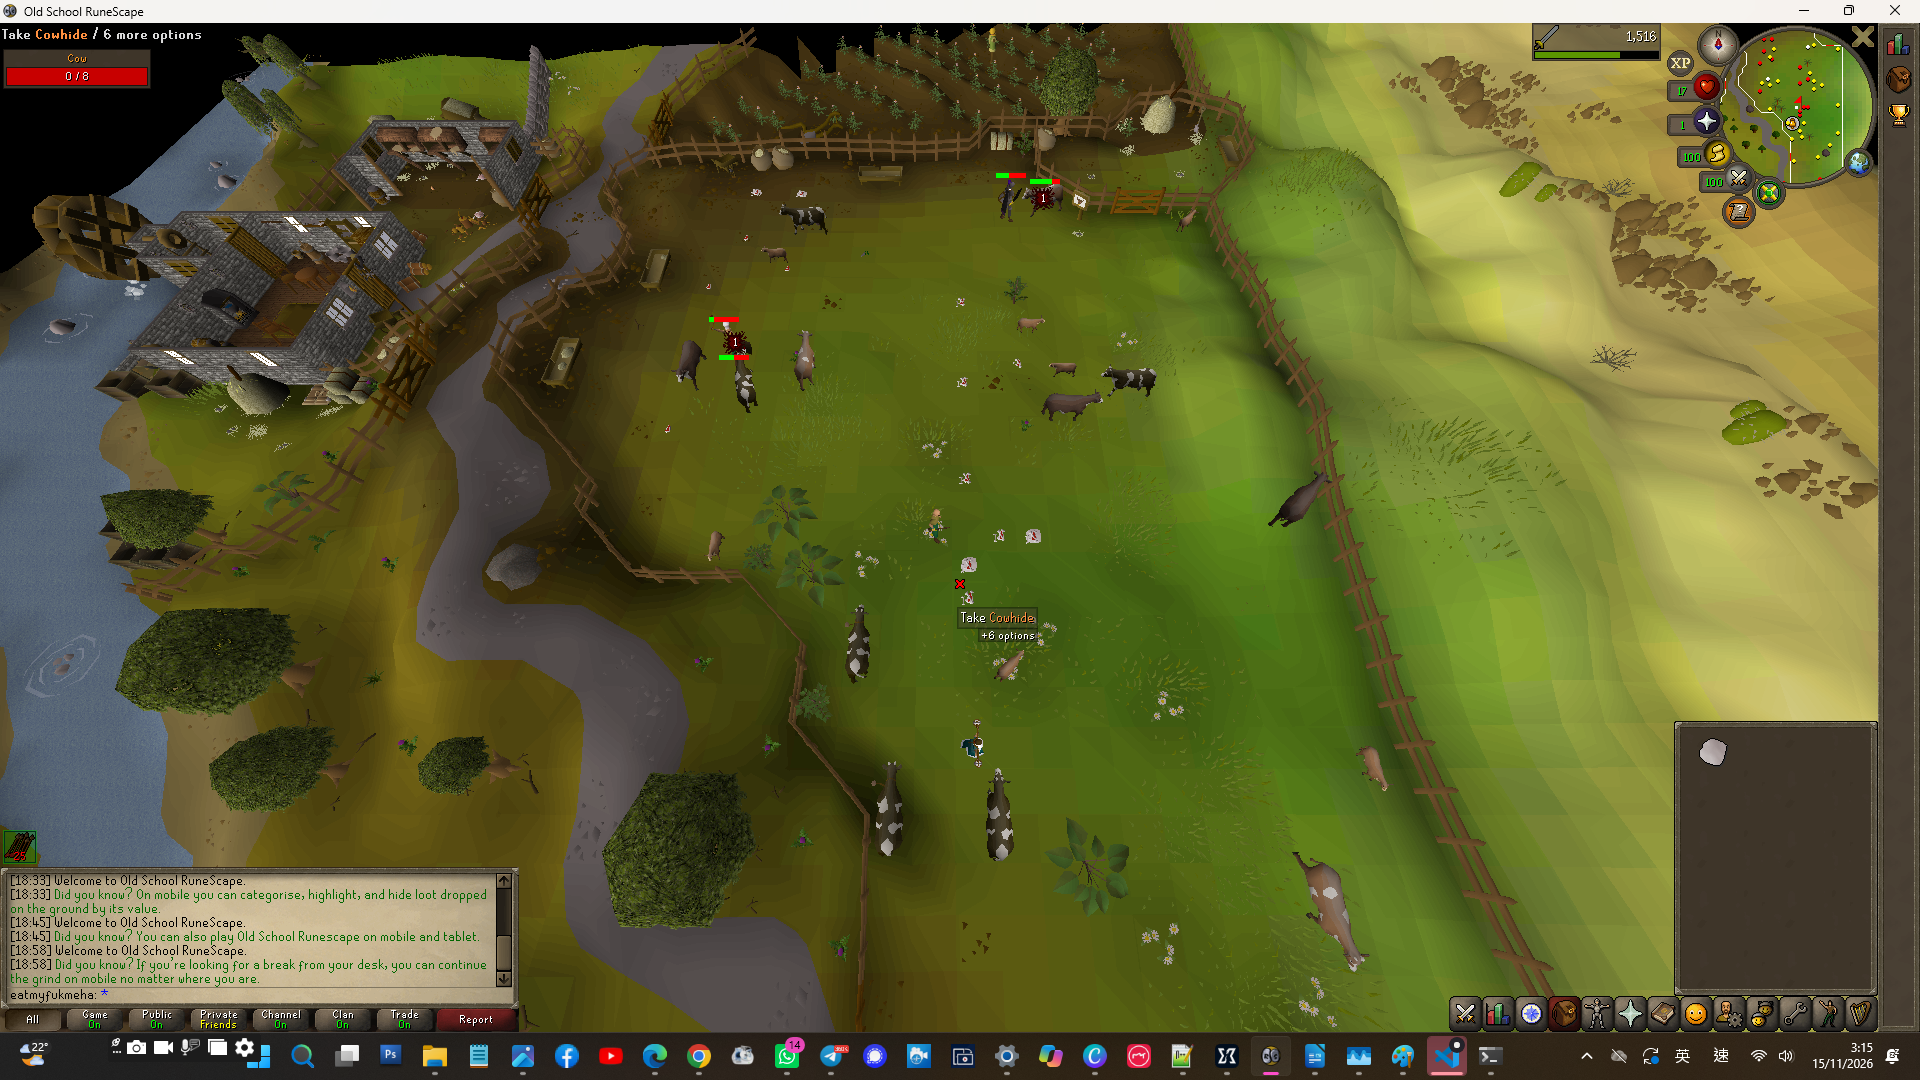 Old School RuneScape
Take Cowhide / 6 more options
Cow
0 / 8
1,516
N
XP
17
1
100
100
1
1
Take Cowhide
+6 options
[18:33] Welcome to Old School RuneScape.
[18:33] Did you know? On mobile you can categorise, highlight, and hide loot dropped
on the ground by its value.
[18:45] Welcome to Old School RuneScape.
[18:45] Did you know? You can also play Old School Runescape on mobile and tablet.
[18:58] Welcome to Old School RuneScape.
[18:58] Did you know? If you're looking for a break from your desk, you can continue
the grind on mobile no matter where you are.
eatmyfukmeha: *
All
Game
On
Public
On
Private
Friends
Channel
On
Clan
On
Trade
On
Report
22°
Ps
14
英
速
3:15
15/11/2026